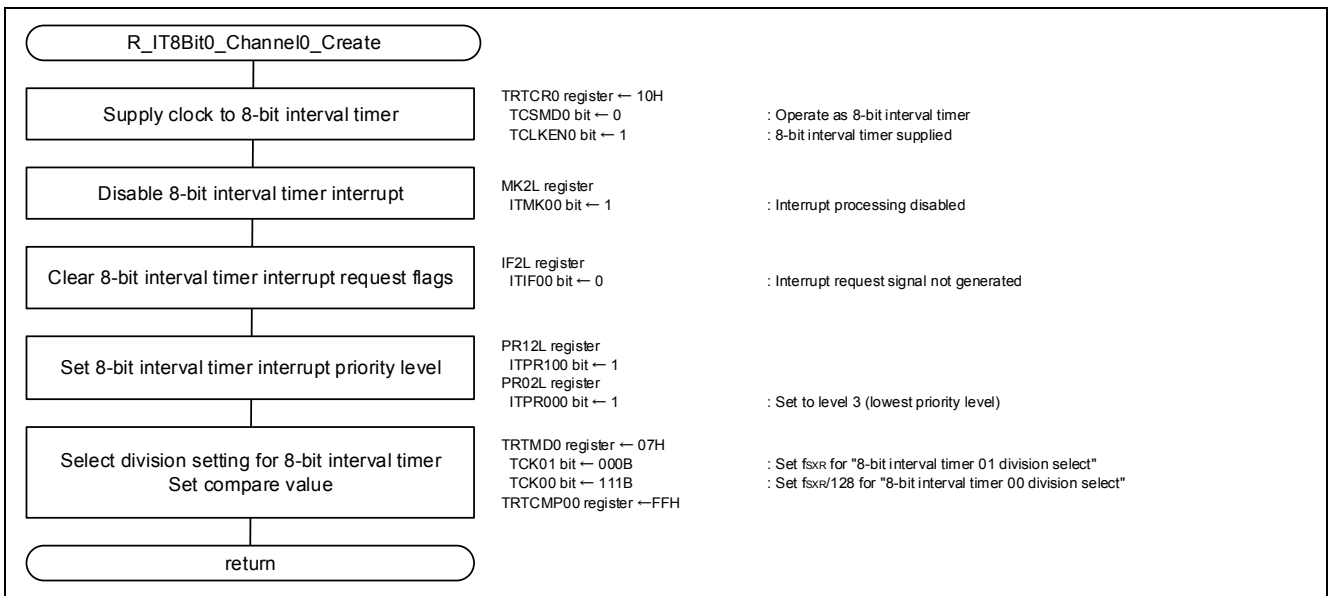 R_IT8Bit0_Channel0_Create
Supply clock to 8-bit interval timer
TRTCR0 register ← 10H
TCSMD0 bit ← 0 : Operate as 8-bit interval timer
TCLKEN0 bit ← 1 : 8-bit interval timer supplied
Disable 8-bit interval timer interrupt
MK2L register
ITMK00 bit ← 1 : Interrupt processing disabled
Clear 8-bit interval timer interrupt request flags
IF2L register
ITIF00 bit ← 0 : Interrupt request signal not generated
Set 8-bit interval timer interrupt priority level
PR12L register
ITPR100 bit ← 1
PR02L register
ITPR000 bit ← 1 : Set to level 3 (lowest priority level)
Select division setting for 8-bit interval timer
Set compare value
TRTMD0 register ← 07H
TCK01 bit ← 000B : Set fSXR for "8-bit interval timer 01 division select"
TCK00 bit ← 111B : Set fSXR/128 for "8-bit interval timer 00 division select"
TRTCMP00 register ←FFH
return